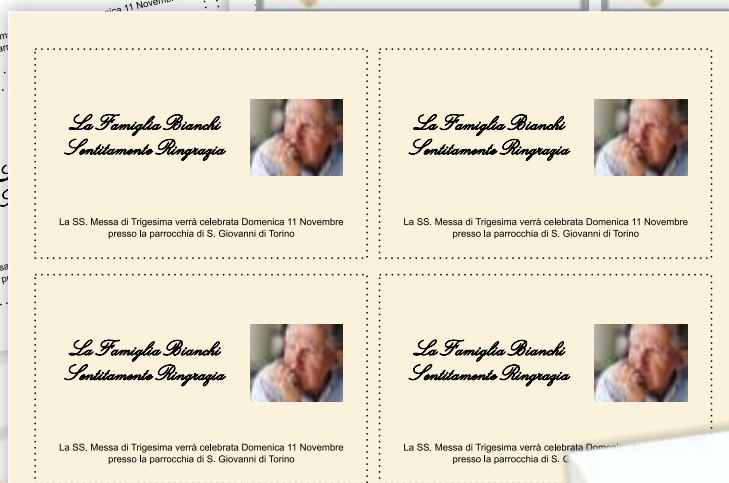 11 Novem
La Famiglia Bianchi
Sentitamente Ringrazia
La SS. Messa di Trigesima verrà celebrata Domenica 11 Novembre
presso la parrocchia di S. Giovanni di Torino
La Famiglia Bianchi
Sentitamente Ringrazia
La SS. Messa di Trigesima verrà celebrata Domenica 11 Novembre
presso la parrocchia di S. Giovanni di Torino
La Famiglia Bianchi
Sentitamente Ringrazia
La SS. Messa di Trigesima verrà celebrata Domenica 11 Novembre
presso la parrocchia di S. Giovanni di Torino
La Famiglia Bianchi
Sentitamente Ringrazia
La SS. Messa di Trigesima verrà celebrata
presso la parrocchia di S.